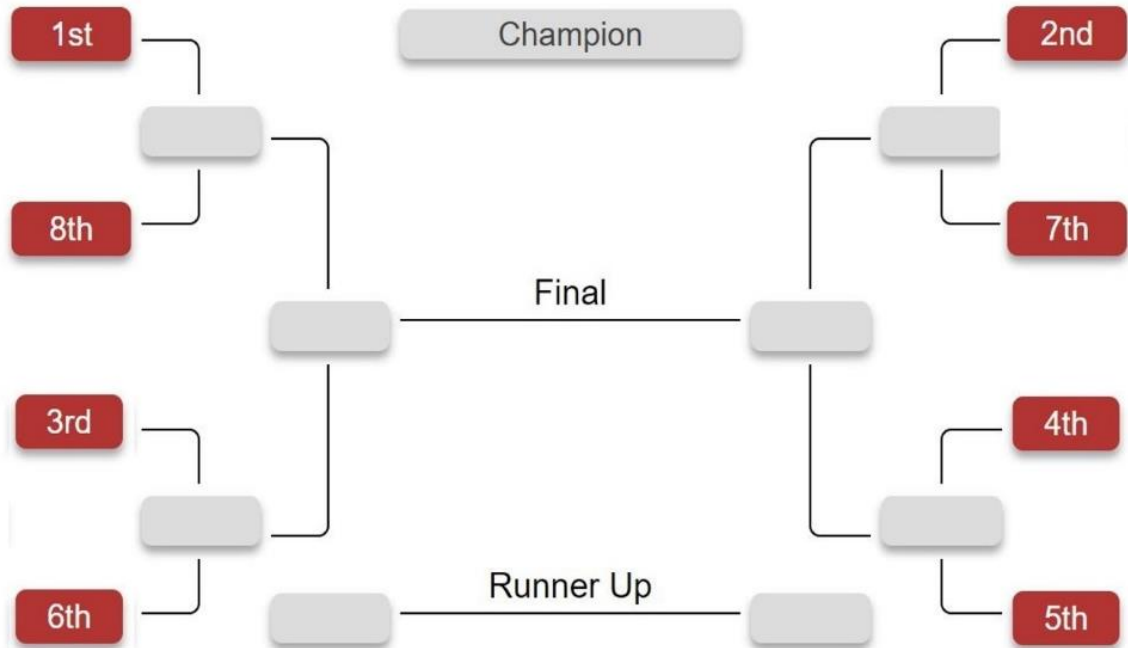 1st
Champion
2nd
8th
7th
Final
3rd
4th
Runner Up
6th
5th